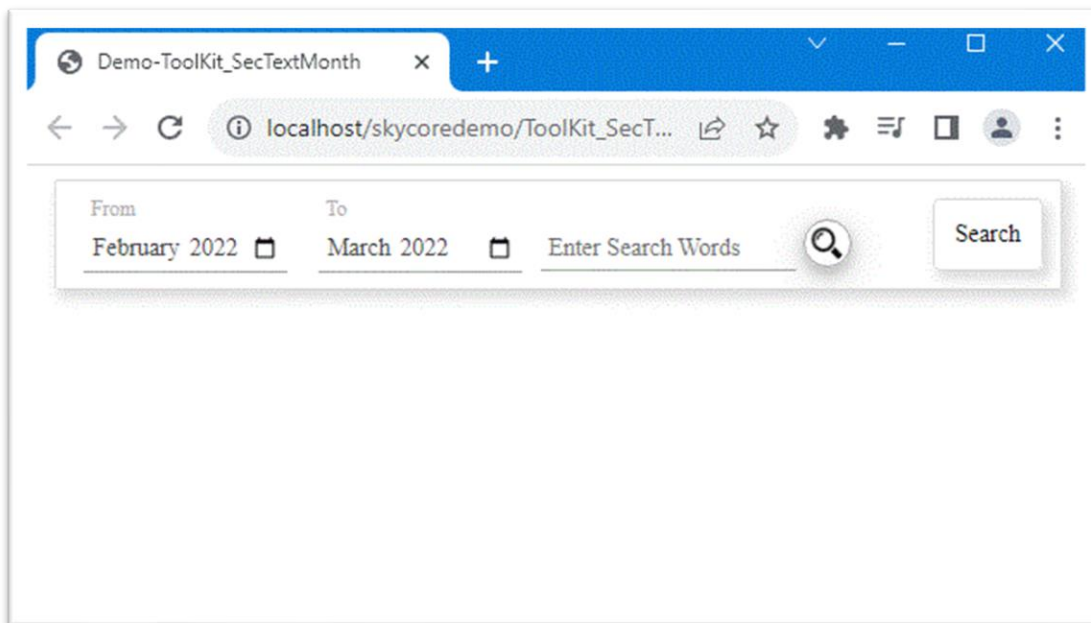 Demo-ToolKit_SecTextMonth
localhost/skycoredemo/ToolKit_SecT...
From To
February 2022 March 2022 Enter Search Words Search